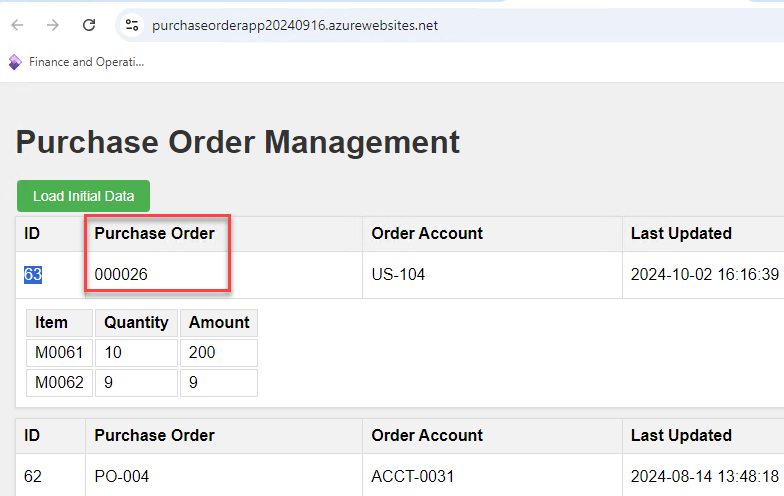 purchaseorderapp20240916.azurewebsites.net
Finance and Operati...
Purchase Order Management
Load Initial Data
ID Purchase Order Order Account Last Updated
63 000026 US-104 2024-10-02 16:16:39
Item Quantity Amount
M0061 10 200
M0062 9 9
ID Purchase Order Order Account Last Updated
62 PO-004 ACCT-0031 2024-08-14 13:48:18